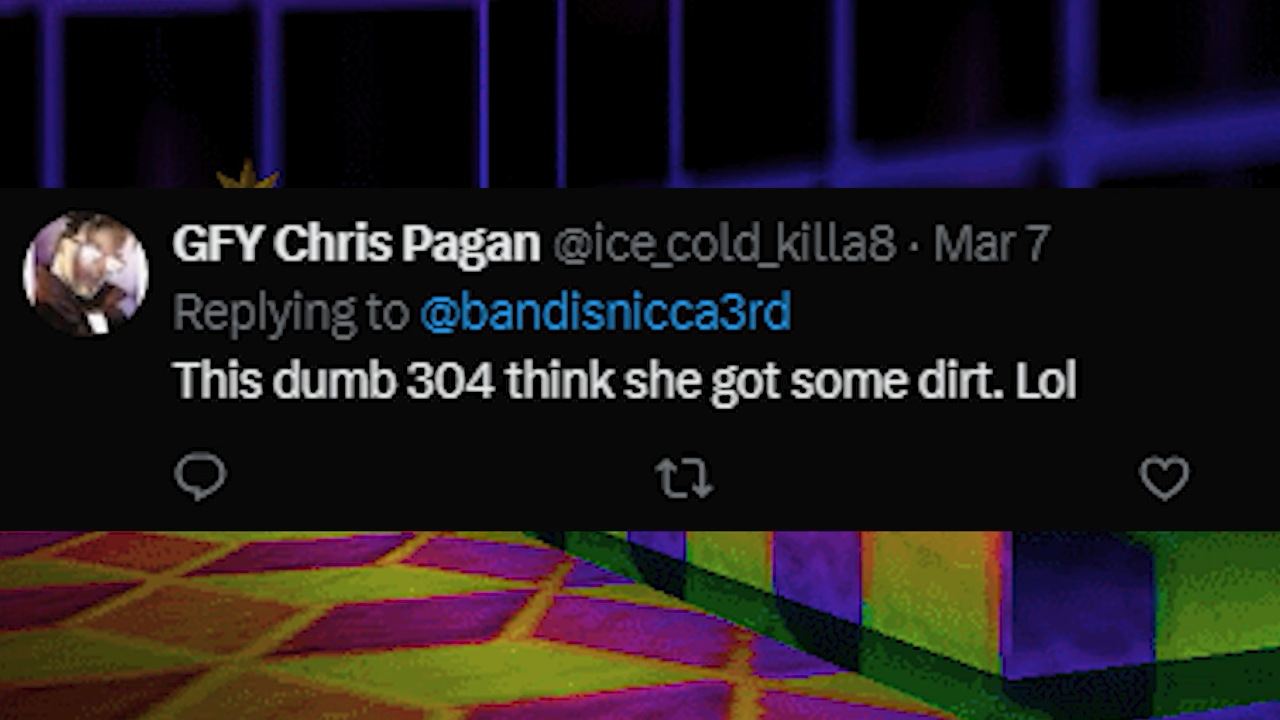 GFY Chris Pagan @ice_cold_killa8 · Mar 7
Replying to @bandisnicca3rd
This dumb 304 think she got some dirt. Lol